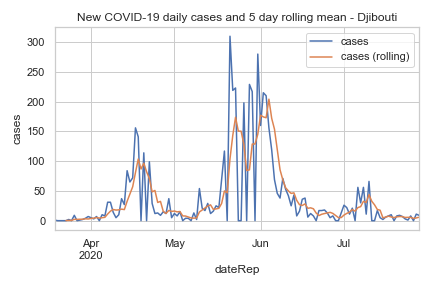 New COVID-19 daily cases and 5 day rolling mean - Djibouti
cases
cases (rolling)
300
250
200
150
100
50
0
cases
Apr
2020
May
Jun
Jul
dateRep